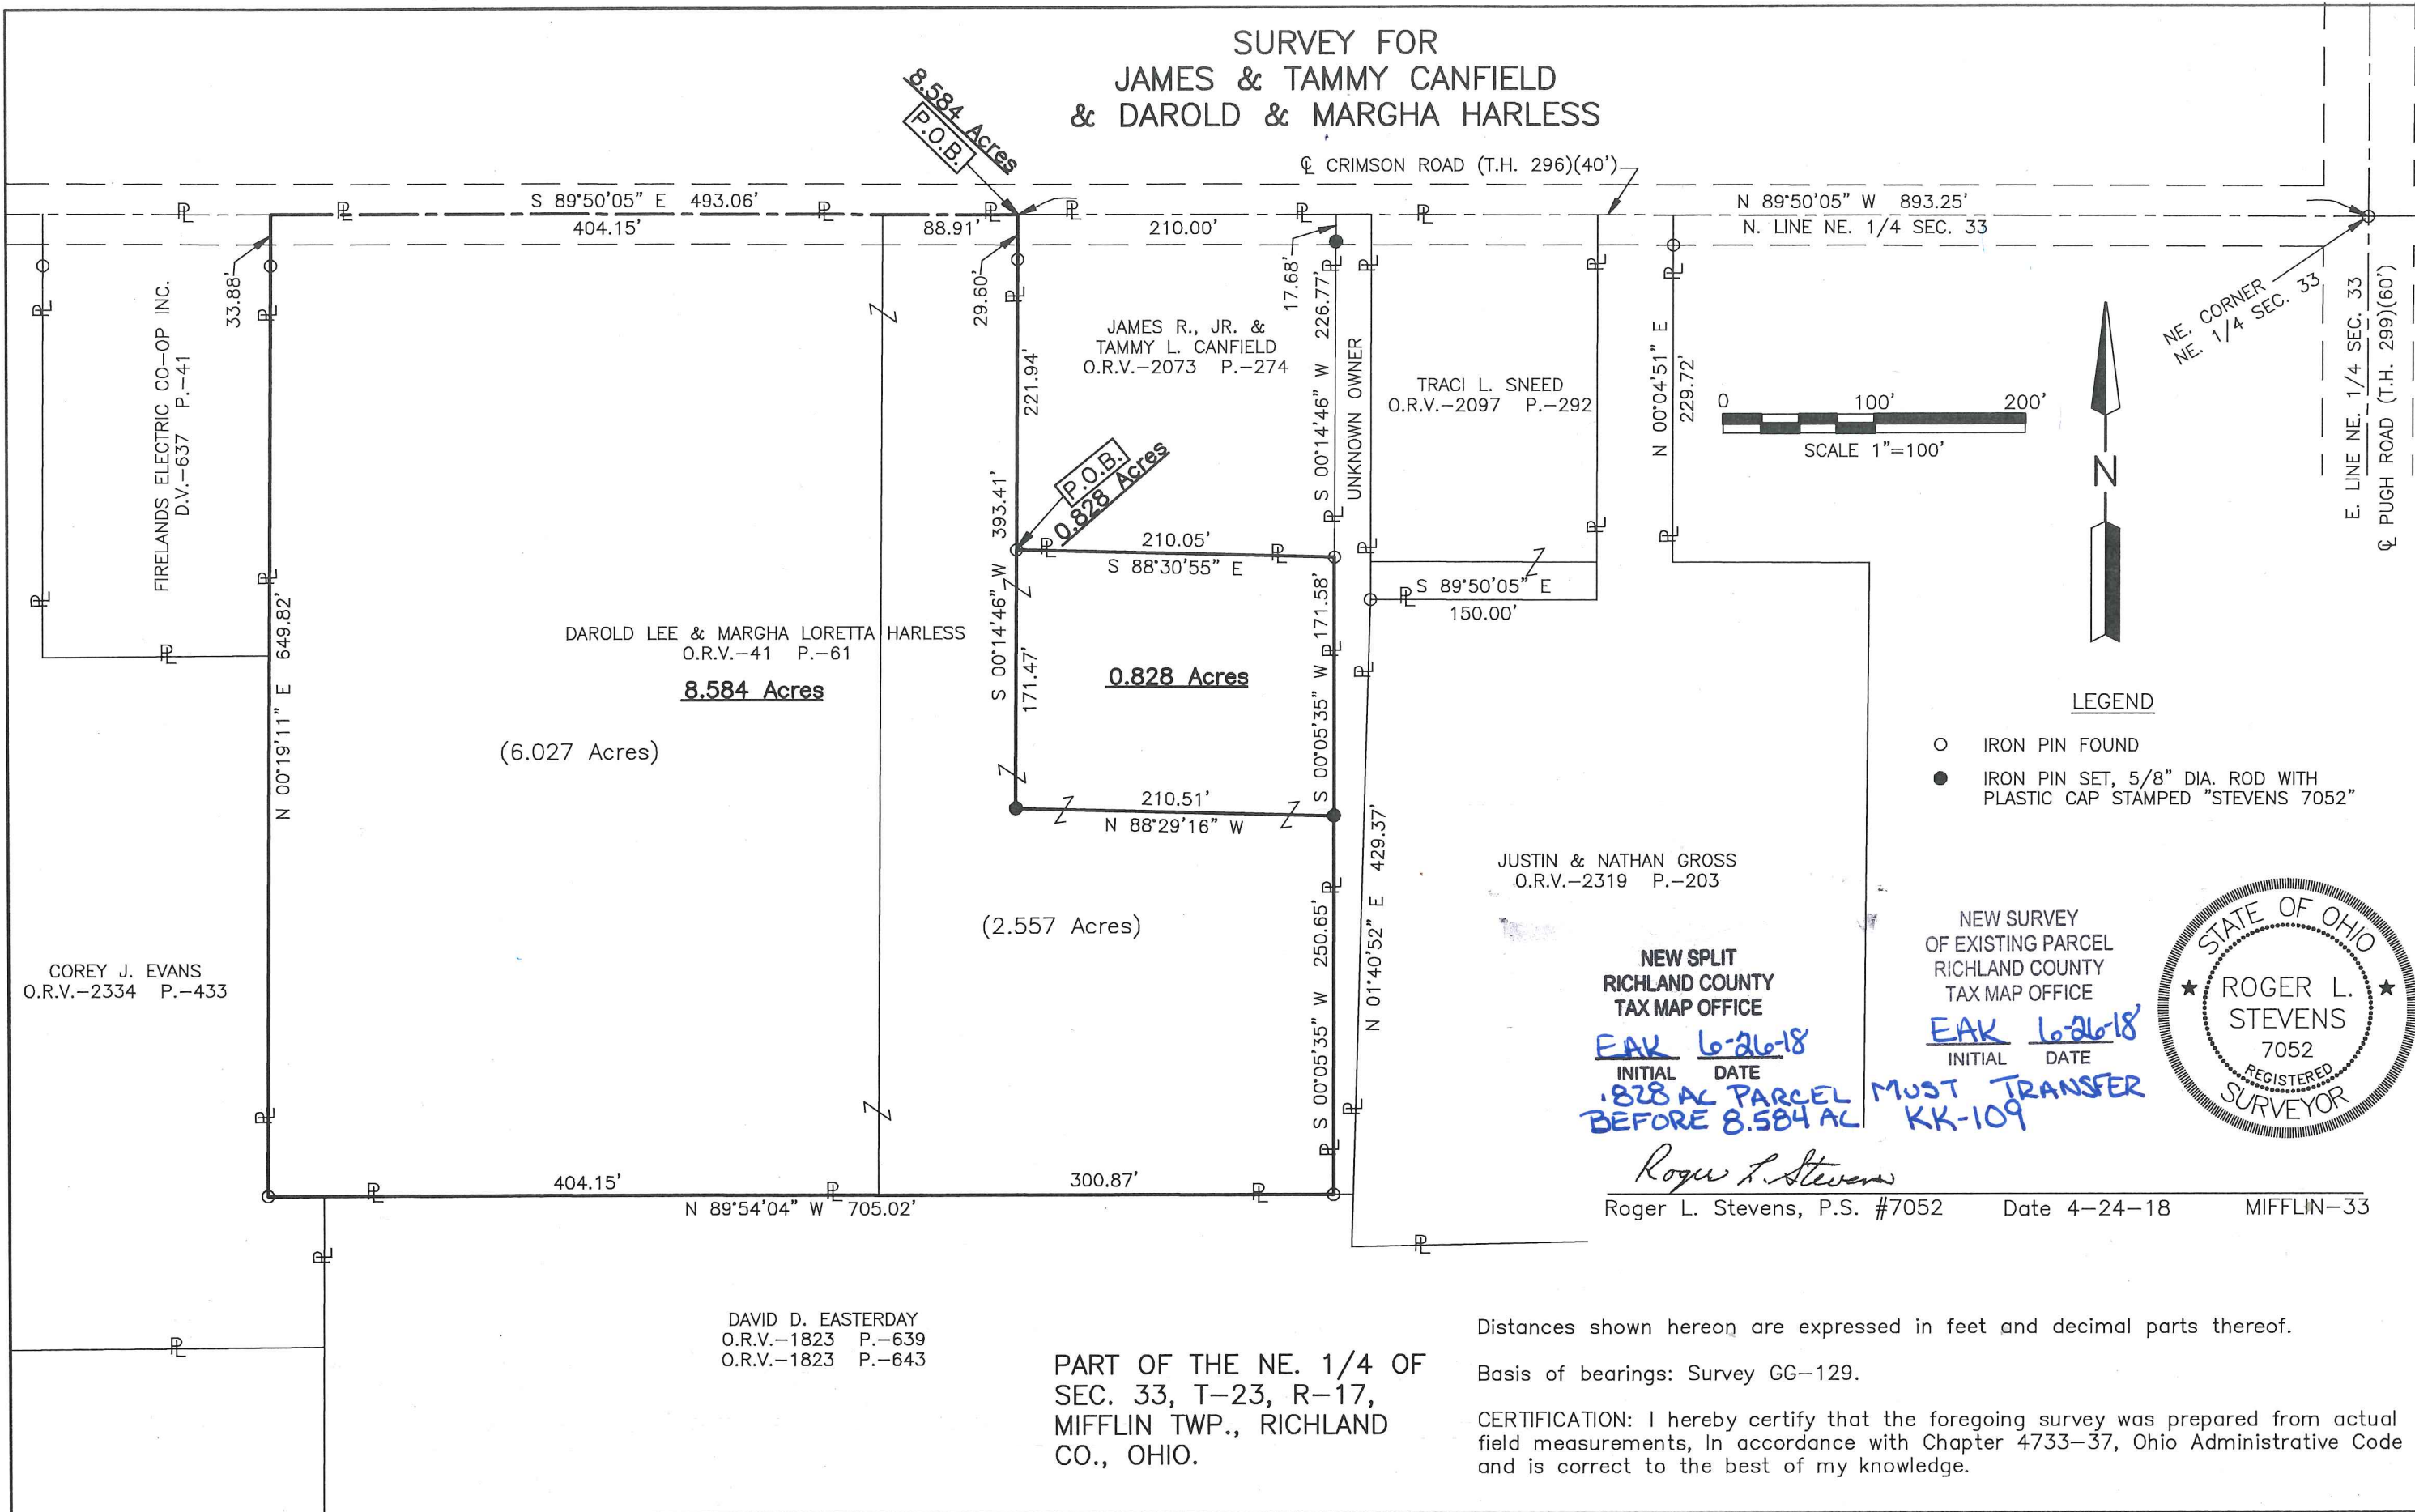 SURVEY FOR
JAMES & TAMMY CANFIELD
& DAROLD & MARGHA HARLESS
8.584 Acres
P.O.B.
℄ CRIMSON ROAD (T.H. 296)(40')
S 89°50'05" E 493.06'
404.15'
88.91'
210.00'
N 89°50'05" W 893.25'
N. LINE NE. 1/4 SEC. 33
NE. CORNER
NE. 1/4 SEC. 33
E. LINE NE. 1/4 SEC. 33
℄ PUGH ROAD (T.H. 299)(60')
33.88'
29.60'
17.68'
FIRELANDS ELECTRIC CO-OP INC.
D.V.-637 P.-41
JAMES R., JR. &
TAMMY L. CANFIELD
O.R.V.-2073 P.-274
221.94'
S 00°14'46" W 226.77'
UNKNOWN OWNER
TRACI L. SNEED
O.R.V.-2097 P.-292
N 00°04'51" E
229.72'
0 100' 200'
SCALE 1"=100'
N
P.O.B.
0.828 Acres
S 00°14'46" W 393.41'
171.47'
210.05'
S 88°30'55" E
S 89°50'05" E
150.00'
N 00°19'11" E 649.82'
DAROLD LEE & MARGHA LORETTA HARLESS
O.R.V.-41 P.-61
8.584 Acres
0.828 Acres
S 00°05'35" W 171.58'
(6.027 Acres)
210.51'
N 88°29'16" W
LEGEND
IRON PIN FOUND
IRON PIN SET, 5/8" DIA. ROD WITH
PLASTIC CAP STAMPED "STEVENS 7052"
(2.557 Acres)
S 00°05'35" W 250.65'
N 01°40'52" E 429.37'
JUSTIN & NATHAN GROSS
O.R.V.-2319 P.-203
COREY J. EVANS
O.R.V.-2334 P.-433
NEW SPLIT
RICHLAND COUNTY
TAX MAP OFFICE
EAK 6-26-18
INITIAL DATE
NEW SURVEY
OF EXISTING PARCEL
RICHLAND COUNTY
TAX MAP OFFICE
EAK 6-26-18
INITIAL DATE
.828 AC PARCEL MUST TRANSFER
BEFORE 8.584 AC KK-109
STATE OF OHIO
ROGER L.
STEVENS
7052
REGISTERED
SURVEYOR
Roger L. Stevens
Roger L. Stevens, P.S. #7052 Date 4-24-18 MIFFLIN-33
404.15'
300.87'
N 89°54'04" W 705.02'
DAVID D. EASTERDAY
O.R.V.-1823 P.-639
O.R.V.-1823 P.-643
PART OF THE NE. 1/4 OF
SEC. 33, T-23, R-17,
MIFFLIN TWP., RICHLAND
CO., OHIO.
Distances shown hereon are expressed in feet and decimal parts thereof.
Basis of bearings: Survey GG-129.
CERTIFICATION: I hereby certify that the foregoing survey was prepared from actual
field measurements, In accordance with Chapter 4733-37, Ohio Administrative Code
and is correct to the best of my knowledge.